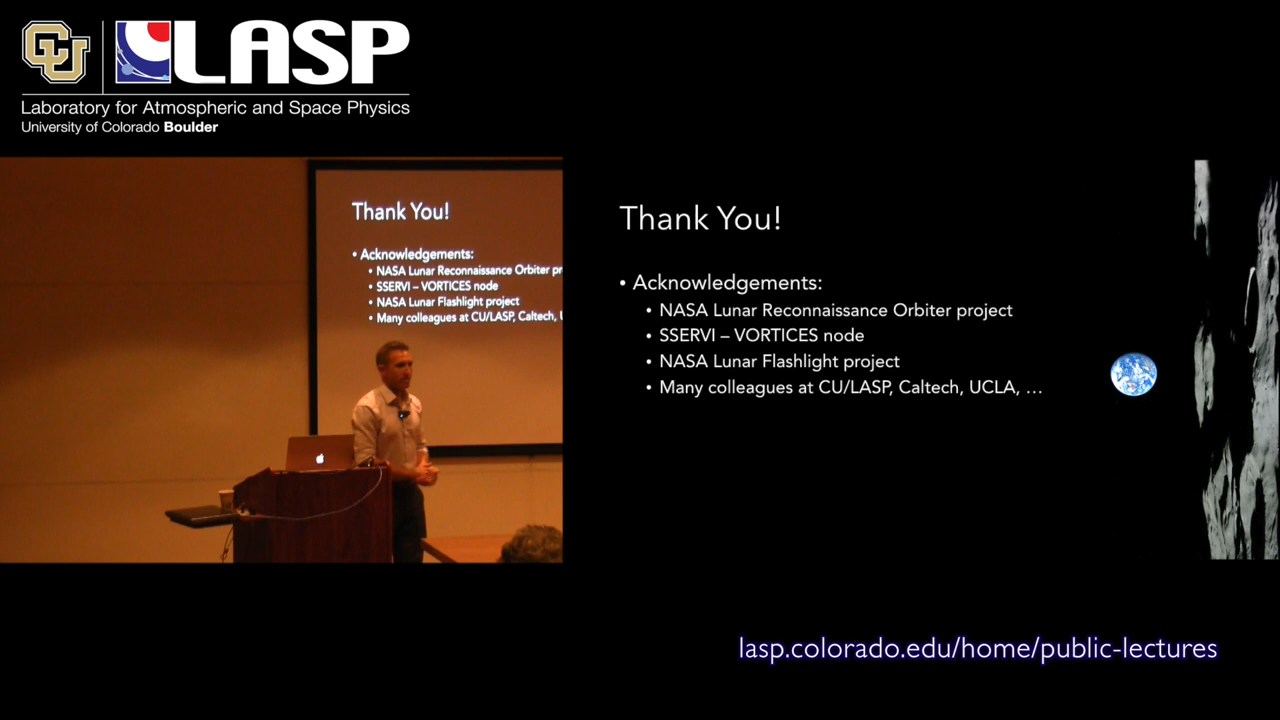 CU
LASP
Laboratory for Atmospheric and Space Physics
University of Colorado Boulder
Thank You!
• Acknowledgements:
• NASA Lunar Reconnaissance Orbiter pr
• SSERVI – VORTICES node
• NASA Lunar Flashlight project
• Many colleagues at CU/LASP, Caltech, U
Thank You!
• Acknowledgements:
• NASA Lunar Reconnaissance Orbiter project
• SSERVI – VORTICES node
• NASA Lunar Flashlight project
• Many colleagues at CU/LASP, Caltech, UCLA, …
lasp.colorado.edu/home/public-lectures